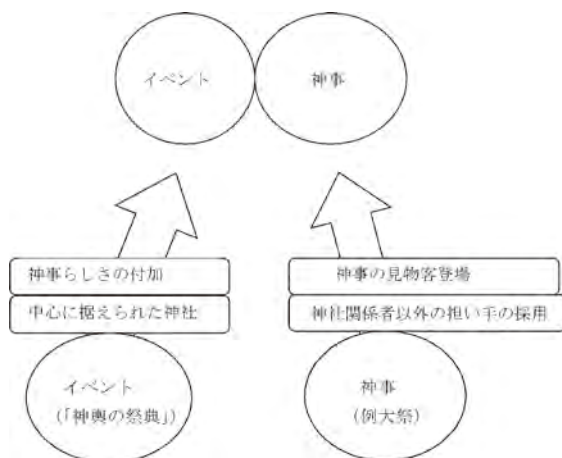 イベント
神事
神事らしさの付加
中心に据えられた神社
神事の見物客登場
神社関係者以外の担い手の採用
イベント
(「神輿の祭典」)
神事
(例大祭)